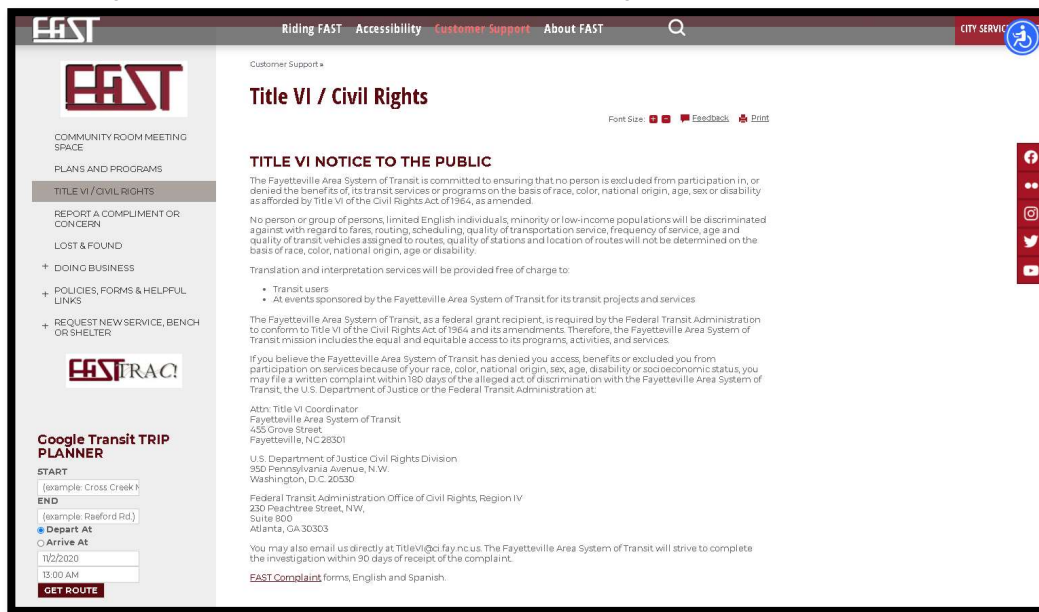 FAST
Riding FAST Accessibility Customer Support About FAST
FAST
COMMUNITY ROOM MEETING
SPACE
PLANS AND PROGRAMS
TITLE VI / CIVIL RIGHTS
REPORT A COMPLIMENT OR
CONCERN
LOST & FOUND
+ DOING BUSINESS
+ POLICIES, FORMS & HELPFUL
LINKS
+ REQUEST NEW SERVICE, BENCH
OR SHELTER
FASTTRAC!
Google Transit TRIP
PLANNER
START
(example: Cross Creek M
END
(example: Raeford Rd.)
Depart At
Arrive At
11/2/2020
13:00 AM
GET ROUTE
Customer Support »
Title VI / Civil Rights
Font Size: + - Feedback Print
TITLE VI NOTICE TO THE PUBLIC
The Fayetteville Area System of Transit is committed to ensuring that no person is excluded from participation in, or
denied the benefits of, its transit services or programs on the basis of race, color, national origin, age, sex or disability
as afforded by Title VI of the Civil Rights Act of 1964, as amended.
No person or group of persons, limited English individuals, minority or low-income populations will be discriminated
against with regard to fares, routing, scheduling, quality of transportation service, frequency of service, age and
quality of transit vehicles assigned to routes, quality of stations and location of routes will not be determined on the
basis of race, color, national origin, age or disability.
Translation and interpretation services will be provided free of charge to:
• Transit users
• At events sponsored by the Fayetteville Area System of Transit for its transit projects and services
The Fayetteville Area System of Transit, as a federal grant recipient, is required by the Federal Transit Administration
to conform to Title VI of the Civil Rights Act of 1964 and its amendments. Therefore, the Fayetteville Area System of
Transit mission includes the equal and equitable access to its programs, activities, and services.
If you believe the Fayetteville Area System of Transit has denied you access, benefits or excluded you from
participation on services because of your race, color, national origin, sex, age, disability or socioeconomic status, you
may file a written complaint within 180 days of the alleged act of discrimination with the Fayetteville Area System of
Transit, the U.S. Department of Justice or the Federal Transit Administration at:
Attn: Title VI Coordinator
Fayetteville Area System of Transit
455 Grove Street
Fayetteville, NC 28301
U.S. Department of Justice Civil Rights Division
950 Pennsylvania Avenue, N.W.
Washington, D.C. 20530
Federal Transit Administration Office of Civil Rights, Region IV
230 Peachtree Street, NW,
Suite 800
Atlanta, GA 30303
You may also email us directly at TitleVI@ci.fay.nc.us. The Fayetteville Area System of Transit will strive to complete
the investigation within 90 days of receipt of the complaint.
FAST Complaint forms, English and Spanish.
CITY